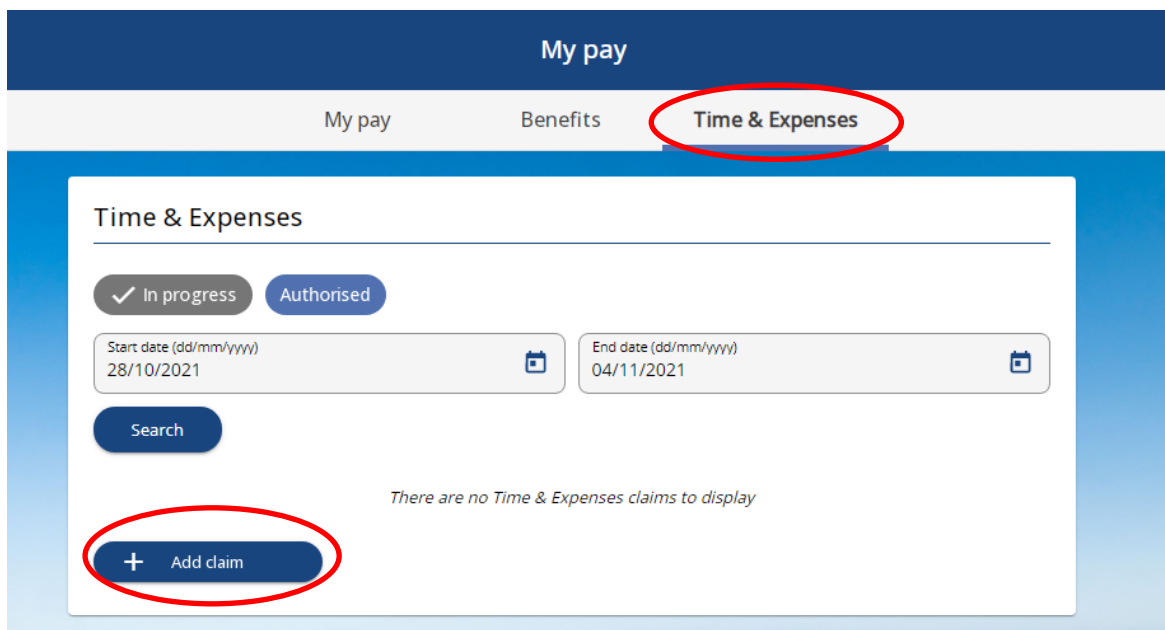 My pay
My pay Benefits Time & Expenses
Time & Expenses
In progress Authorised
Start date (dd/mm/yyyy) End date (dd/mm/yyyy)
28/10/2021 04/11/2021
Search
There are no Time & Expenses claims to display
+ Add claim